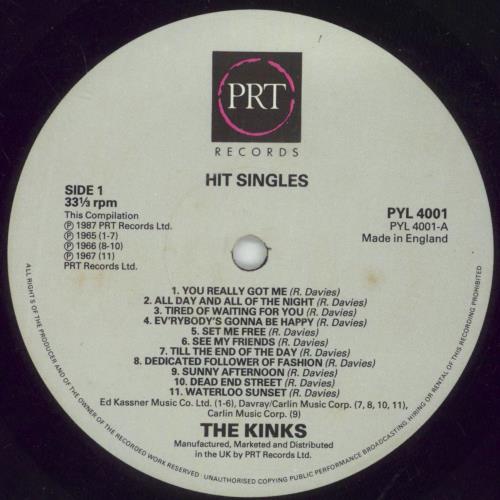 PRT
RECORDS
HIT SINGLES
SIDE 1
33⅓ rpm
This Compilation
Ⓟ 1987 PRT Records Ltd.
Ⓟ 1965 (1-7)
Ⓟ 1966 (8-10)
Ⓟ 1967 (11)
PRT Records Ltd.
PYL 4001
PYL 4001-A
Made in England
1. YOU REALLY GOT ME (R. Davies)
2. ALL DAY AND ALL OF THE NIGHT (R. Davies)
3. TIRED OF WAITING FOR YOU (R. Davies)
4. EV'RYBODY'S GONNA BE HAPPY (R. Davies)
5. SET ME FREE (R. Davies)
6. SEE MY FRIENDS (R. Davies)
7. TILL THE END OF THE DAY (R. Davies)
8. DEDICATED FOLLOWER OF FASHION (R. Davies)
9. SUNNY AFTERNOON (R. Davies)
10. DEAD END STREET (R. Davies)
11. WATERLOO SUNSET (R. Davies)
Ed Kassner Music Co. Ltd. (1-6), Davray/Carlin Music Corp. (7, 8, 10, 11),
Carlin Music Corp. (9)
THE KINKS
Manufactured, Marketed and Distributed
in the UK by PRT Records Ltd.
ALL RIGHTS OF THE PRODUCER AND OF THE OWNER OF THE RECORDED WORK RESERVED · UNAUTHORISED COPYING PUBLIC PERFORMANCE BROADCASTING HIRING OR RENTAL OF THIS RECORDING PROHIBITED